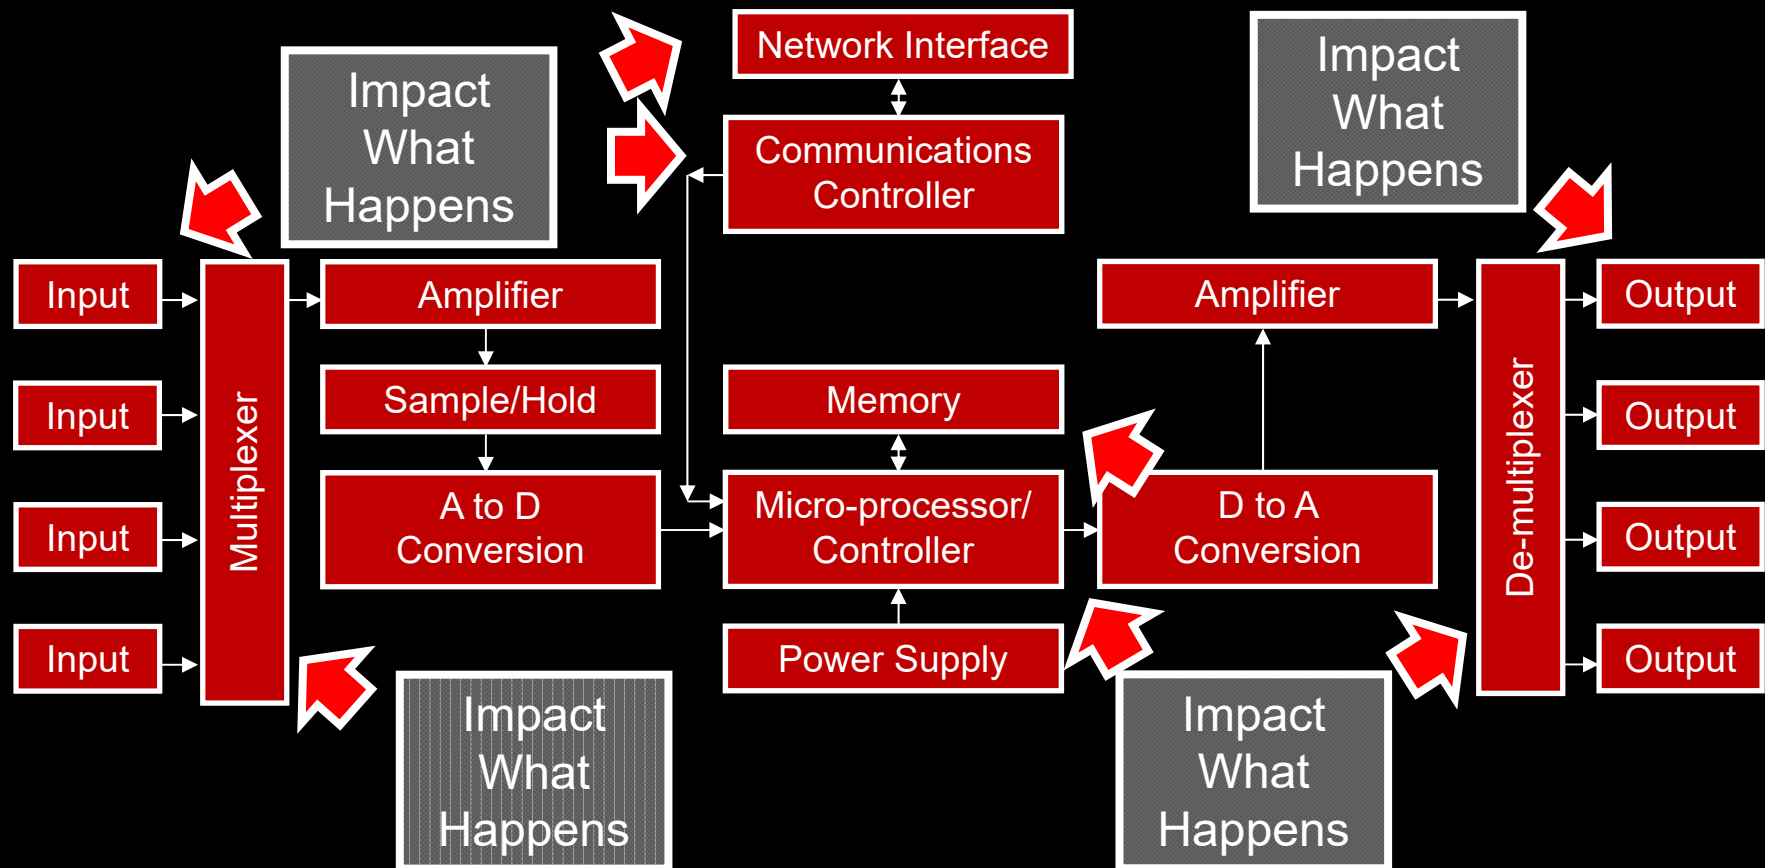 Network Interface
Impact
What
Happens
Impact
What
Happens
Communications
Controller
Input
Multiplexer
Amplifier
Amplifier
De-multiplexer
Output
Input
Sample/Hold
Memory
Output
Input
A to D
Conversion
Micro-processor/
Controller
D to A
Conversion
Output
Input
Power Supply
Output
Impact
What
Happens
Impact
What
Happens